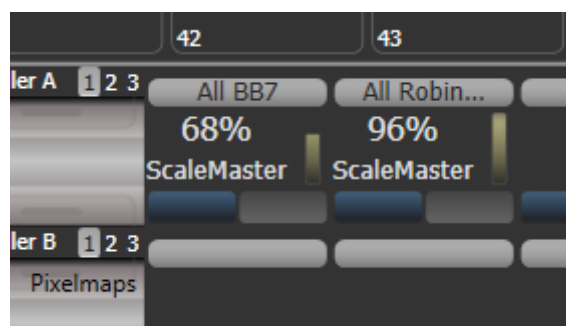 42 43
ler A 1 2 3 All BB7 All Robin...
68% 96%
ScaleMaster ScaleMaster
ler B 1 2 3
Pixelmaps